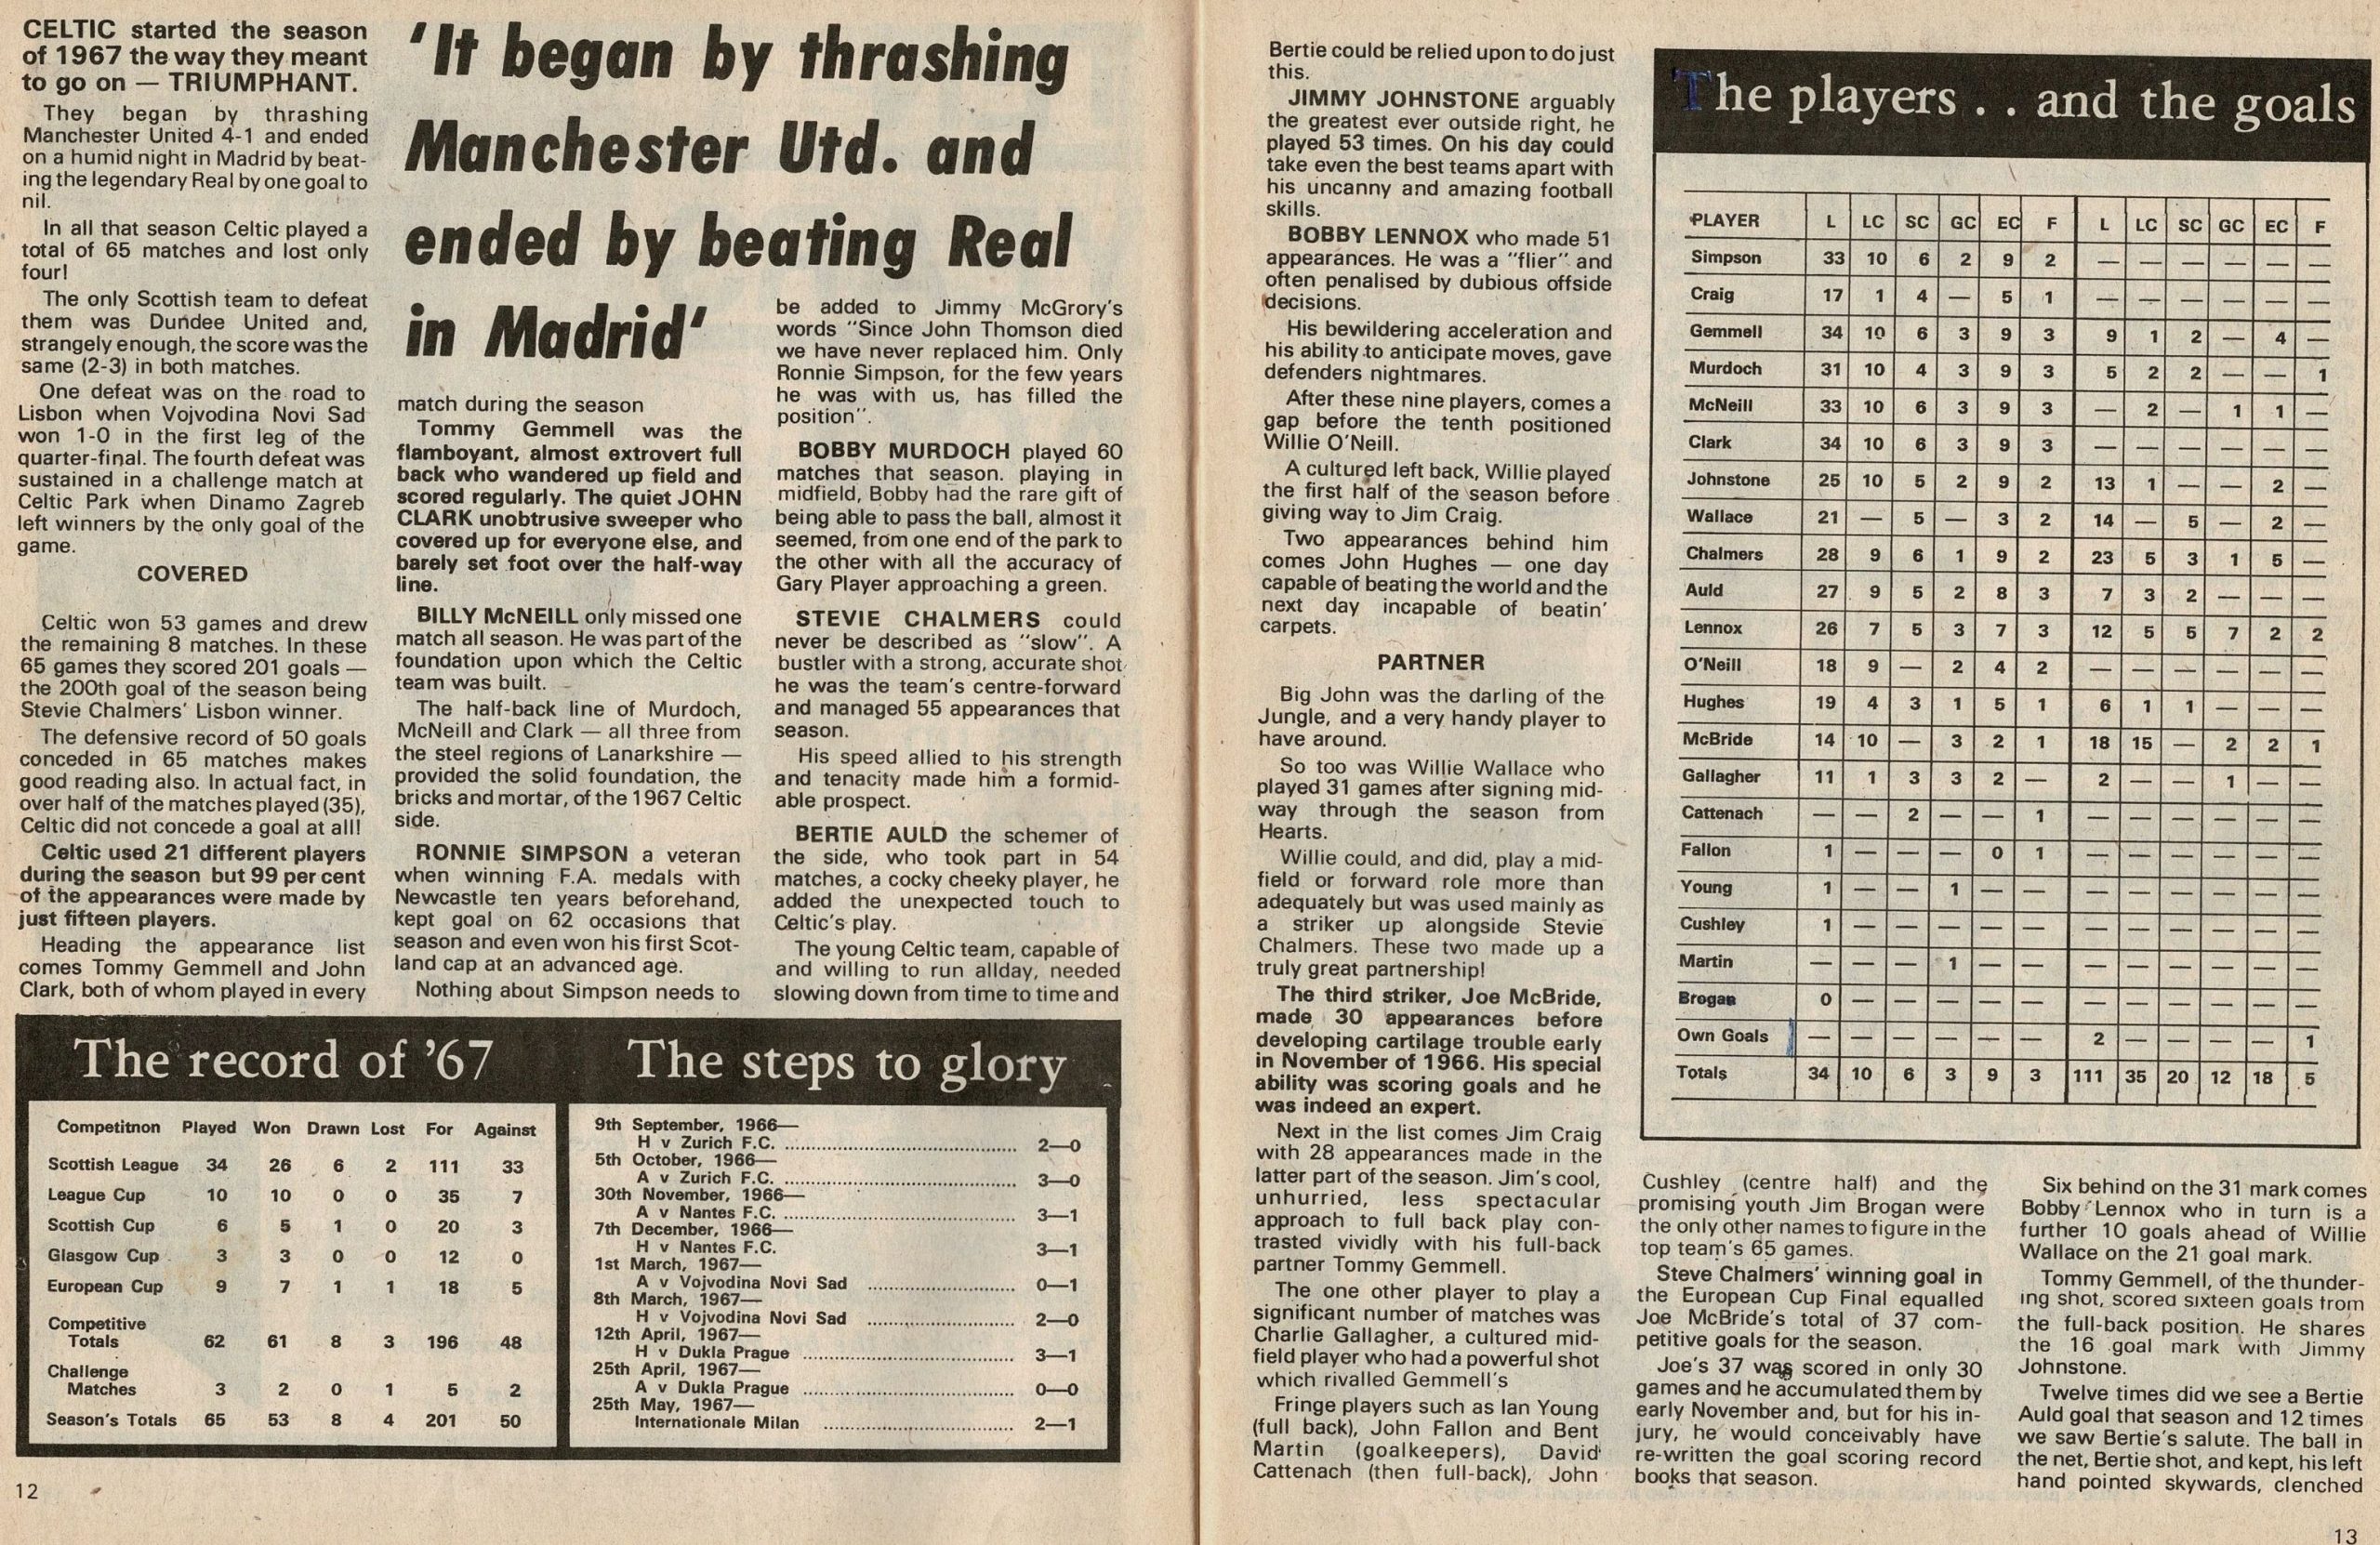 CELTIC started the season
of 1967 the way they meant
to go on — TRIUMPHANT.
They began by thrashing
Manchester United 4-1 and ended
on a humid night in Madrid by beat-
ing the legendary Real by one goal to
nil.
In all that season Celtic played a
total of 65 matches and lost only
four!
The only Scottish team to defeat
them was Dundee United and,
strangely enough, the score was the
same (2-3) in both matches.
One defeat was on the road to
Lisbon when Vojvodina Novi Sad
won 1-0 in the first leg of the
quarter-final. The fourth defeat was
sustained in a challenge match at
Celtic Park when Dinamo Zagreb
left winners by the only goal of the
game.
COVERED
Celtic won 53 games and drew
the remaining 8 matches. In these
65 games they scored 201 goals —
the 200th goal of the season being
Stevie Chalmers' Lisbon winner.
The defensive record of 50 goals
conceded in 65 matches makes
good reading also. In actual fact, in
over half of the matches played (35),
Celtic did not concede a goal at all!
Celtic used 21 different players
during the season but 99 per cent
of the appearances were made by
just fifteen players.
Heading the appearance list
comes Tommy Gemmell and John
Clark, both of whom played in every
'It began by thrashing
Manchester Utd. and
ended by beating Real
in Madrid'
match during the season
Tommy Gemmell was the
flamboyant, almost extrovert full
back who wandered up field and
scored regularly. The quiet JOHN
CLARK unobtrusive sweeper who
covered up for everyone else, and
barely set foot over the half-way
line.
BILLY McNEILL only missed one
match all season. He was part of the
foundation upon which the Celtic
team was built.
The half-back line of Murdoch,
McNeill and Clark — all three from
the steel regions of Lanarkshire —
provided the solid foundation, the
bricks and mortar, of the 1967 Celtic
side.
RONNIE SIMPSON a veteran
when winning F.A. medals with
Newcastle ten years beforehand,
kept goal on 62 occasions that
season and even won his first Scot-
land cap at an advanced age.
Nothing about Simpson needs to
be added to Jimmy McGrory's
words "Since John Thomson died
we have never replaced him. Only
Ronnie Simpson, for the few years
he was with us, has filled the
position".
BOBBY MURDOCH played 60
matches that season. playing in
midfield, Bobby had the rare gift of
being able to pass the ball, almost it
seemed, from one end of the park to
the other with all the accuracy of
Gary Player approaching a green.
STEVIE CHALMERS could
never be described as "slow". A
bustler with a strong, accurate shot
he was the team's centre-forward
and managed 55 appearances that
season.
His speed allied to his strength
and tenacity made him a formid-
able prospect.
BERTIE AULD the schemer of
the side, who took part in 54
matches, a cocky cheeky player, he
added the unexpected touch to
Celtic's play.
The young Celtic team, capable of
and willing to run allday, needed
slowing down from time to time and
The record of '67
Competitnon Played Won Drawn Lost For Against
Scottish League 34 26 6 2 111 33
League Cup 10 10 0 0 35 7
Scottish Cup 6 5 1 0 20 3
Glasgow Cup 3 3 0 0 12 0
European Cup 9 7 1 1 18 5
Competitive
Totals 62 61 8 3 196 48
Challenge
Matches 3 2 0 1 5 2
Season's Totals 65 53 8 4 201 50
The steps to glory
9th September, 1966—
H v Zurich F.C. .......... 2—0
5th October, 1966—
A v Zurich F.C. .......... 3—0
30th November, 1966—
A v Nantes F.C. .......... 3—1
7th December, 1966—
H v Nantes F.C. 3—1
1st March, 1967—
A v Vojvodina Novi Sad .......... 0—1
8th March, 1967—
H v Vojvodina Novi Sad .......... 2—0
12th April, 1967—
H v Dukla Prague .......... 3—1
25th April, 1967—
A v Dukla Prague .......... 0—0
25th May, 1967—
Internationale Milan .......... 2—1
12
Bertie could be relied upon to do just
this.
JIMMY JOHNSTONE arguably
the greatest ever outside right, he
played 53 times. On his day could
take even the best teams apart with
his uncanny and amazing football
skills.
BOBBY LENNOX who made 51
appearances. He was a "flier" and
often penalised by dubious offside
decisions.
His bewildering acceleration and
his ability to anticipate moves, gave
defenders nightmares.
After these nine players, comes a
gap before the tenth positioned
Willie O'Neill.
A cultured left back, Willie played
the first half of the season before
giving way to Jim Craig.
Two appearances behind him
comes John Hughes — one day
capable of beating the world and the
next day incapable of beatin'
carpets.
PARTNER
Big John was the darling of the
Jungle, and a very handy player to
have around.
So too was Willie Wallace who
played 31 games after signing mid-
way through the season from
Hearts.
Willie could, and did, play a mid-
field or forward role more than
adequately but was used mainly as
a striker up alongside Stevie
Chalmers. These two made up a
truly great partnership!
The third striker, Joe McBride,
made 30 appearances before
developing cartilage trouble early
in November of 1966. His special
ability was scoring goals and he
was indeed an expert.
Next in the list comes Jim Craig
with 28 appearances made in the
latter part of the season. Jim's cool,
unhurried, less spectacular
approach to full back play con-
trasted vividly with his full-back
partner Tommy Gemmell.
The one other player to play a
significant number of matches was
Charlie Gallagher, a cultured mid-
field player who had a powerful shot
which rivalled Gemmell's
Fringe players such as Ian Young
(full back), John Fallon and Bent
Martin (goalkeepers), David
Cattenach (then full-back), John
The players . . and the goals
PLAYER L LC SC GC EC F L LC SC GC EC F
Simpson 33 10 6 2 9 2 — — — — — —
Craig 17 1 4 — 5 1 — — — — — —
Gemmell 34 10 6 3 9 3 9 1 2 — 4 —
Murdoch 31 10 4 3 9 3 5 2 2 — — 1
McNeill 33 10 6 3 9 3 — 2 — 1 1 —
Clark 34 10 6 3 9 3 — — — — — —
Johnstone 25 10 5 2 9 2 13 1 — — 2 —
Wallace 21 — 5 — 3 2 14 — 5 — 2 —
Chalmers 28 9 6 1 9 2 23 5 3 1 5 —
Auld 27 9 5 2 8 3 7 3 2 — — —
Lennox 26 7 5 3 7 3 12 5 5 7 2 2
O'Neill 18 9 — 2 4 2 — — — — — —
Hughes 19 4 3 1 5 1 6 1 1 — — —
McBride 14 10 — 3 2 1 18 15 — 2 2 1
Gallagher 11 1 3 3 2 — 2 — — 1 — —
Cattenach — — 2 — — 1 — — — — — —
Fallon 1 — — — 0 1 — — — — — —
Young 1 — — 1 — — — — — — — —
Cushley 1 — — — — — — — — — — —
Martin — — — 1 — — — — — — — —
Brogan 0 — — — — — — — — — — —
Own Goals — — — — — — 2 — — — — 1
Totals 34 10 6 3 9 3 111 35 20 12 18 5
Cushley (centre half) and the
promising youth Jim Brogan were
the only other names to figure in the
top team's 65 games.
Steve Chalmers' winning goal in
the European Cup Final equalled
Joe McBride's total of 37 com-
petitive goals for the season.
Joe's 37 was scored in only 30
games and he accumulated them by
early November and, but for his in-
jury, he would conceivably have
re-written the goal scoring record
books that season.
Six behind on the 31 mark comes
Bobby Lennox who in turn is a
further 10 goals ahead of Willie
Wallace on the 21 goal mark.
Tommy Gemmell, of the thunder-
ing shot, scored sixteen goals from
the full-back position. He shares
the 16 goal mark with Jimmy
Johnstone.
Twelve times did we see a Bertie
Auld goal that season and 12 times
we saw Bertie's salute. The ball in
the net, Bertie shot, and kept, his left
hand pointed skywards, clenched
13